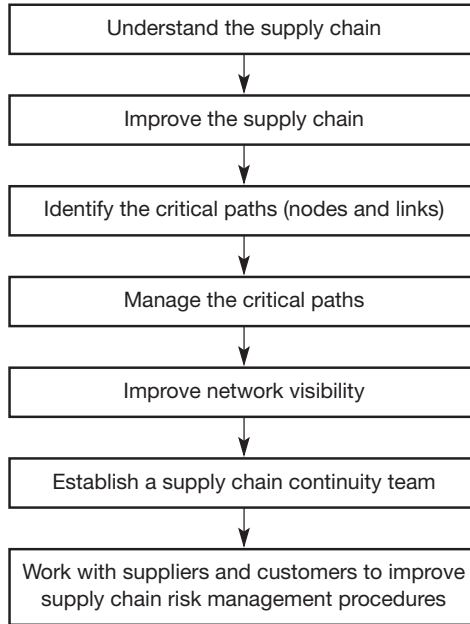 Understand the supply chain
Improve the supply chain
Identify the critical paths (nodes and links)
Manage the critical paths
Improve network visibility
Establish a supply chain continuity team
Work with suppliers and customers to improve
supply chain risk management procedures